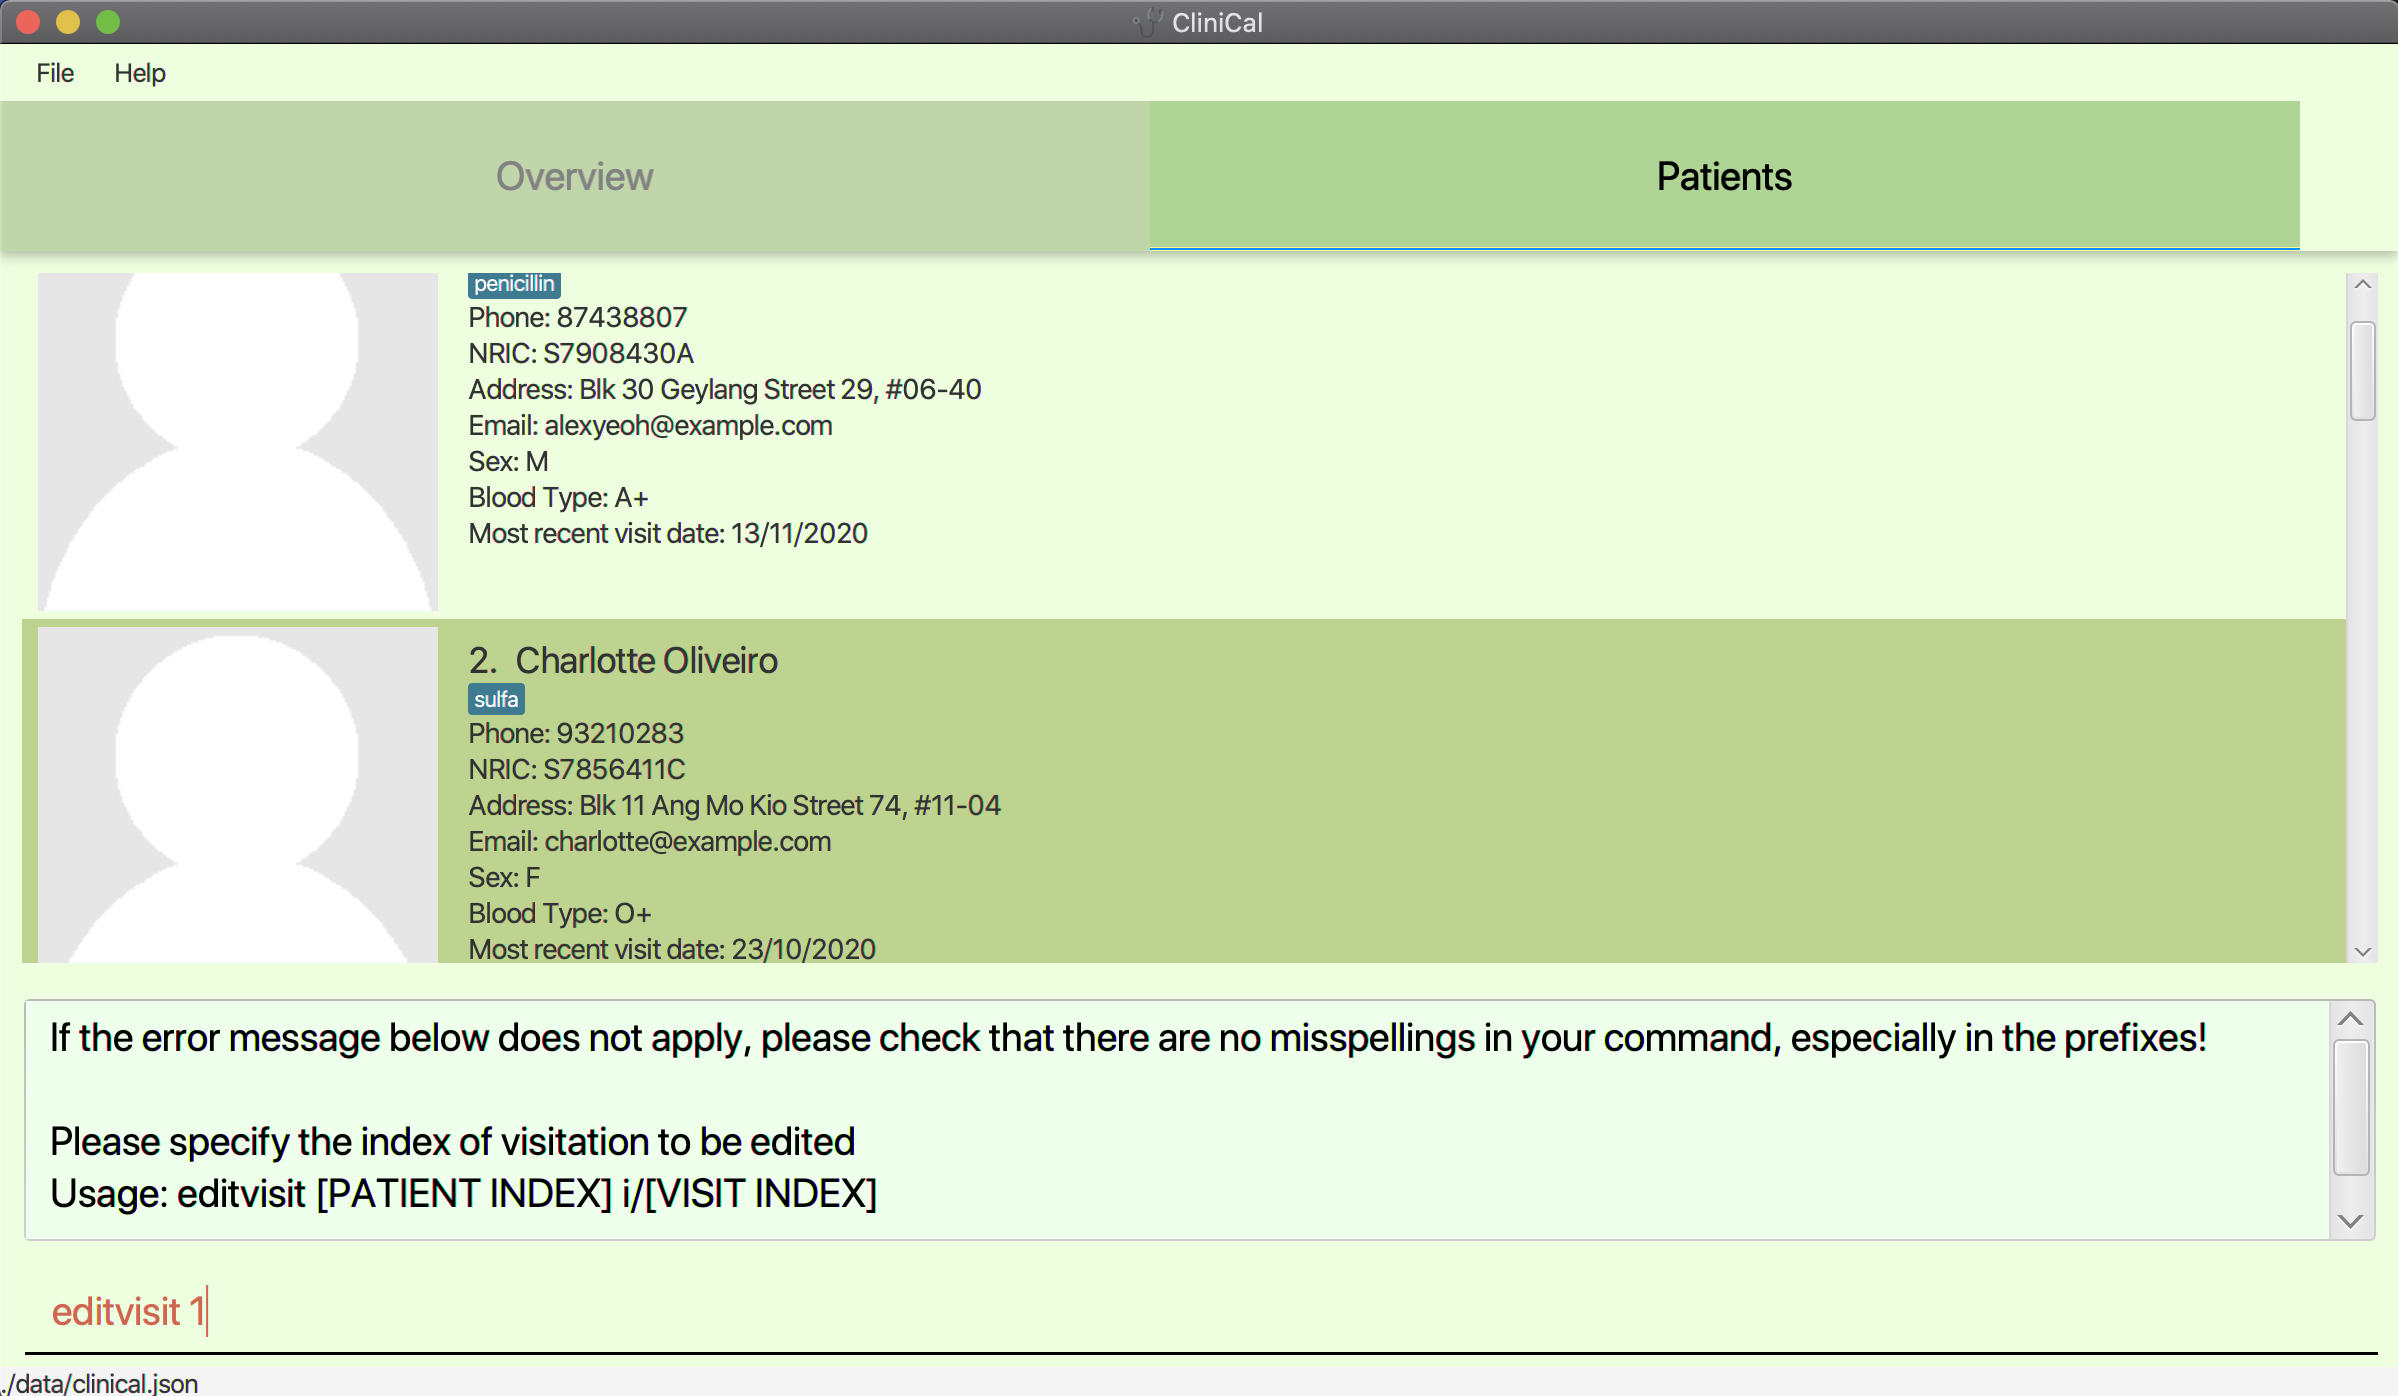 CliniCal
File Help
Overview Patients
penicillin
Phone: 87438807
NRIC: S7908430A
Address: Blk 30 Geylang Street 29, #06-40
Email: alexyeoh@example.com
Sex: M
Blood Type: A+
Most recent visit date: 13/11/2020
2. Charlotte Oliveiro
sulfa
Phone: 93210283
NRIC: S7856411C
Address: Blk 11 Ang Mo Kio Street 74, #11-04
Email: charlotte@example.com
Sex: F
Blood Type: O+
Most recent visit date: 23/10/2020
If the error message below does not apply, please check that there are no misspellings in your command, especially in the prefixes!
Please specify the index of visitation to be edited
Usage: editvisit [PATIENT INDEX] i/[VISIT INDEX]
editvisit 1
./data/clinical.json